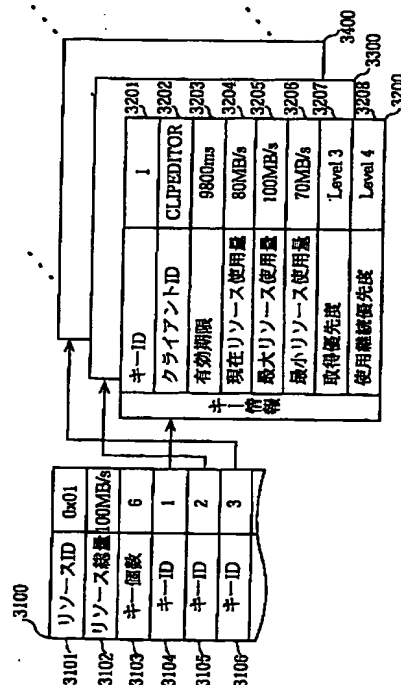 3100
3101 リソースID 0x01
3102 リソース総量 100MB/s
3103 キー個数 6
3104 キーID 1
3105 キーID 2
3106 キーID 3
キー情報
キーID 1 3201
クライアントID CLIPEDITOR 3202
有効期限 9800ms 3203
現在リソース使用量 80MB/s 3204
最大リソース使用量 100MB/s 3205
最小リソース使用量 70MB/s 3206
取得優先度 Level 3 3207
使用継続優先度 Level 4 3208
3200
3300
3400